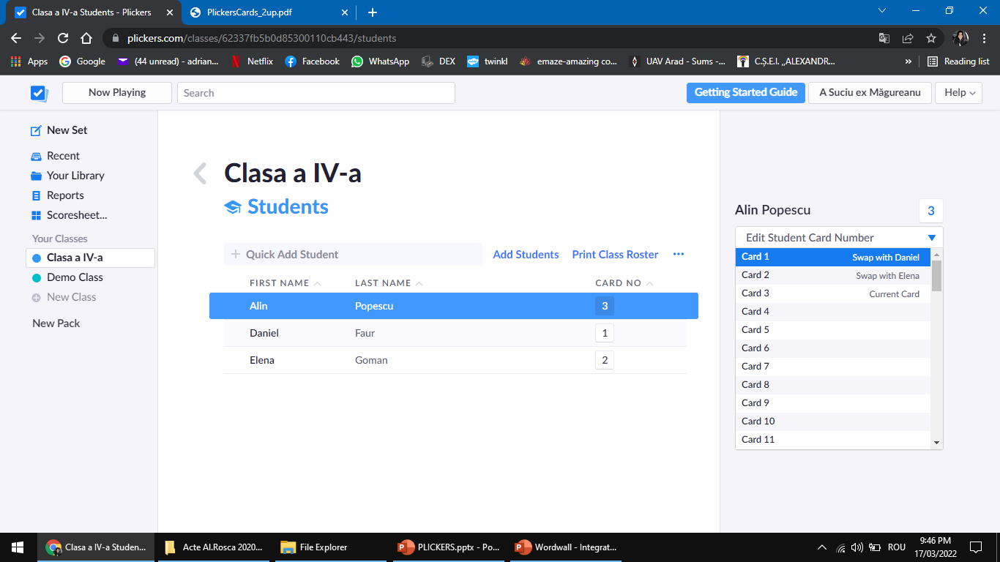 Clasa a IV-a Students - Plickers
PlickersCards_2up.pdf
plickers.com/classes/62337fb5b0d85300110cb443/students
Apps
Google
(44 unread) - adrian...
Netflix
Facebook
WhatsApp
DEX
twinkl
emaze-amazing co...
UAV Arad - Sums -...
C.Ș.E.I. „ALEXANDR...
»
Reading list
Now Playing
Search
Getting Started Guide
A Suciu ex Măgureanu
Help
New Set
Recent
Your Library
Reports
Scoresheet...
Your Classes
Clasa a IV-a
Demo Class
New Class
New Pack
Clasa a IV-a
Students
Quick Add Student
Add Students
Print Class Roster
FIRST NAME LAST NAME CARD NO
Alin Popescu 3
Daniel Faur 1
Elena Goman 2
Alin Popescu 3
Edit Student Card Number
Card 1 Swap with Daniel
Card 2 Swap with Elena
Card 3 Current Card
Card 4
Card 5
Card 6
Card 7
Card 8
Card 9
Card 10
Card 11
Clasa a IV-a Studen...
Acte Al.Rosca 2020...
File Explorer
PLICKERS.pptx - Po...
Wordwall - Integrat...
ROU
9:46 PM
17/03/2022